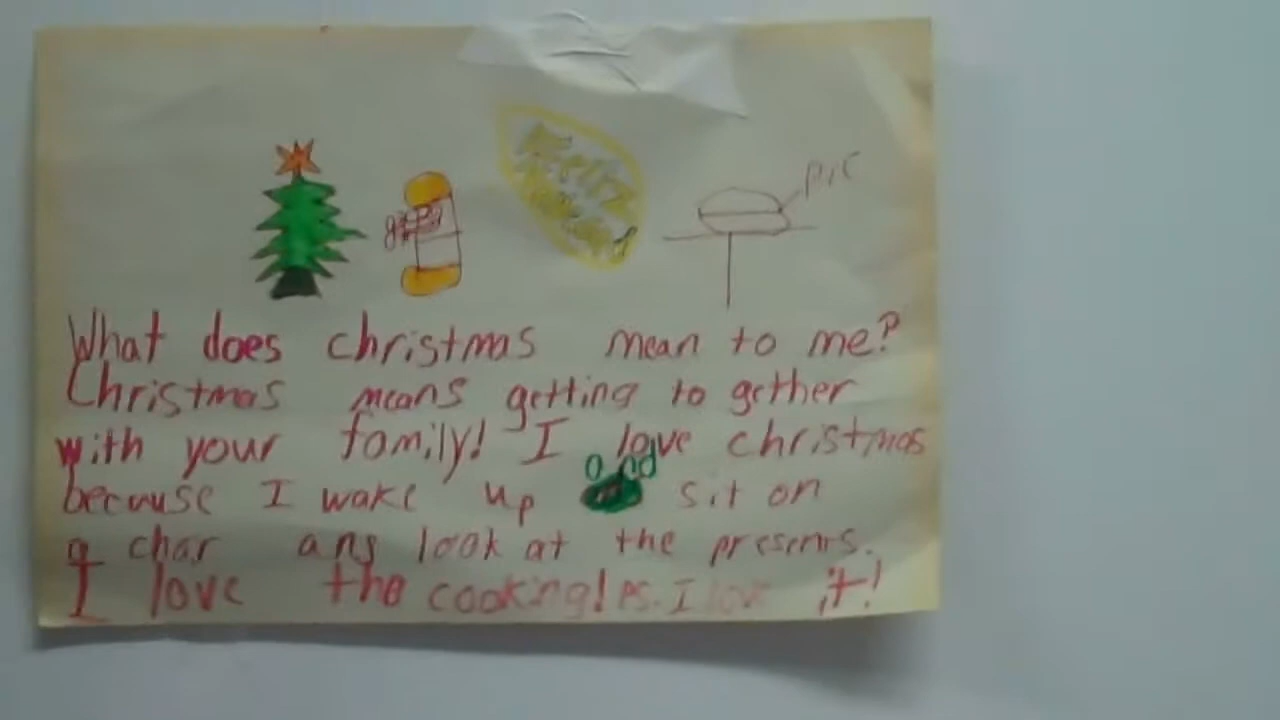 pie
What does christmas mean to me?
Christmas means getting to gether
with your family! I love christmas
because I wake up and sit on
a char ans look at the presents.
I love the cooking! Ps. I love it!